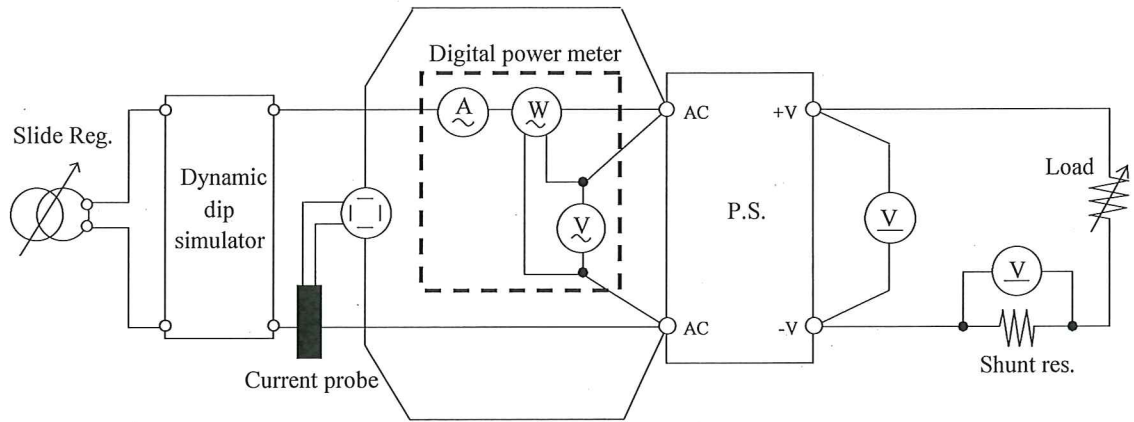 Digital power meter
A
W
AC
+V
Slide Reg.
Dynamic
dip
simulator
V
P.S.
V
Load
V
AC
-V
Current probe
Shunt res.